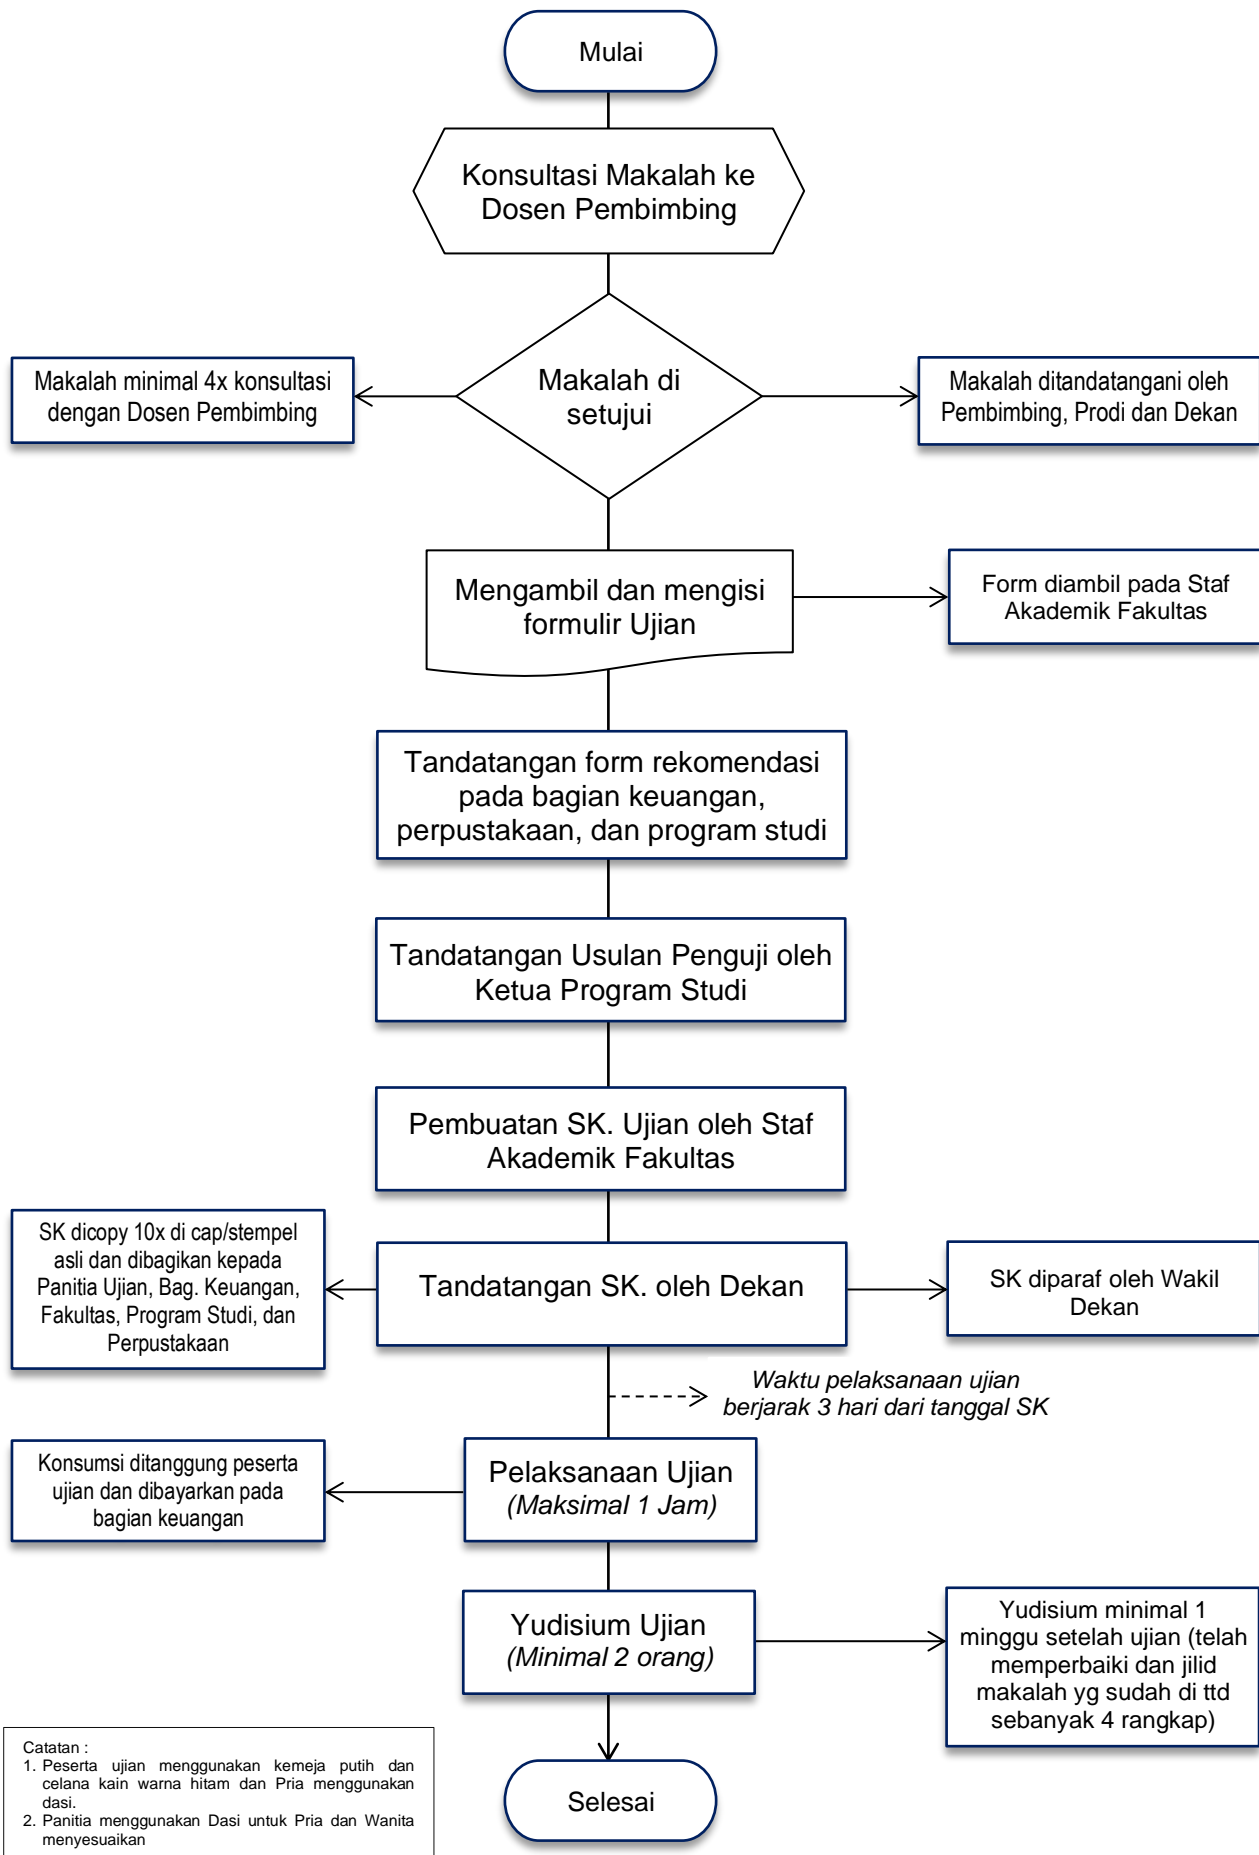 Mulai
Konsultasi Makalah ke
Dosen Pembimbing
Makalah di
setujui
Makalah minimal 4x konsultasi
dengan Dosen Pembimbing
Makalah ditandatangani oleh
Pembimbing, Prodi dan Dekan
Mengambil dan mengisi
formulir Ujian
Form diambil pada Staf
Akademik Fakultas
Tandatangan form rekomendasi
pada bagian keuangan,
perpustakaan, dan program studi
Tandatangan Usulan Penguji oleh
Ketua Program Studi
Pembuatan SK. Ujian oleh Staf
Akademik Fakultas
SK dicopy 10x di cap/stempel
asli dan dibagikan kepada
Panitia Ujian, Bag. Keuangan,
Fakultas, Program Studi, dan
Perpustakaan
Tandatangan SK. oleh Dekan
SK diparaf oleh Wakil
Dekan
Waktu pelaksanaan ujian
berjarak 3 hari dari tanggal SK
Konsumsi ditanggung peserta
ujian dan dibayarkan pada
bagian keuangan
Pelaksanaan Ujian
(Maksimal 1 Jam)
Yudisium Ujian
(Minimal 2 orang)
Yudisium minimal 1
minggu setelah ujian (telah
memperbaiki dan jilid
makalah yg sudah di ttd
sebanyak 4 rangkap)
Selesai
Catatan :
1. Peserta ujian menggunakan kemeja putih dan
celana kain warna hitam dan Pria menggunakan
dasi.
2. Panitia menggunakan Dasi untuk Pria dan Wanita
menyesuaikan